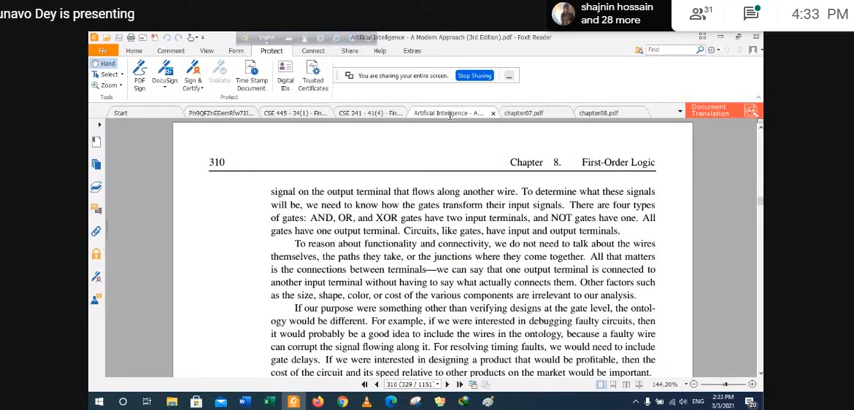 unavo Dey is presenting
shajnin hossain
and 28 more
31
4:33 PM
Artificial Intelligence - A Modern Approach (3rd Edition).pdf - Foxit Reader
File Home Comment View Form Protect Connect Share Help Extras
Find
Hand
Select
Zoom
PDF Sign
DocuSign
Sign & Certify
Validate
Time Stamp Document
Digital IDs
Trusted Certificates
Protect
You are sharing your entire screen. Stop Sharing
Start
CSE 445 - 34(1) - Fin...
CSE 241 - 41(4) - Fin...
Artificial Intelligence - A...
chapter07.pdf
chapter08.pdf
Document Translation
310 Chapter 8. First-Order Logic
signal on the output terminal that flows along another wire. To determine what these signals
will be, we need to know how the gates transform their input signals. There are four types
of gates: AND, OR, and XOR gates have two input terminals, and NOT gates have one. All
gates have one output terminal. Circuits, like gates, have input and output terminals.
To reason about functionality and connectivity, we do not need to talk about the wires
themselves, the paths they take, or the junctions where they come together. All that matters
is the connections between terminals—we can say that one output terminal is connected to
another input terminal without having to say what actually connects them. Other factors such
as the size, shape, color, or cost of the various components are irrelevant to our analysis.
If our purpose were something other than verifying designs at the gate level, the ontol-
ogy would be different. For example, if we were interested in debugging faulty circuits, then
it would probably be a good idea to include the wires in the ontology, because a faulty wire
can corrupt the signal flowing along it. For resolving timing faults, we would need to include
gate delays. If we were interested in designing a product that would be profitable, then the
cost of the circuit and its speed relative to other products on the market would be important.
310 (329 / 1151)
144.20%
ENG
2:33 PM
3/3/2021
20